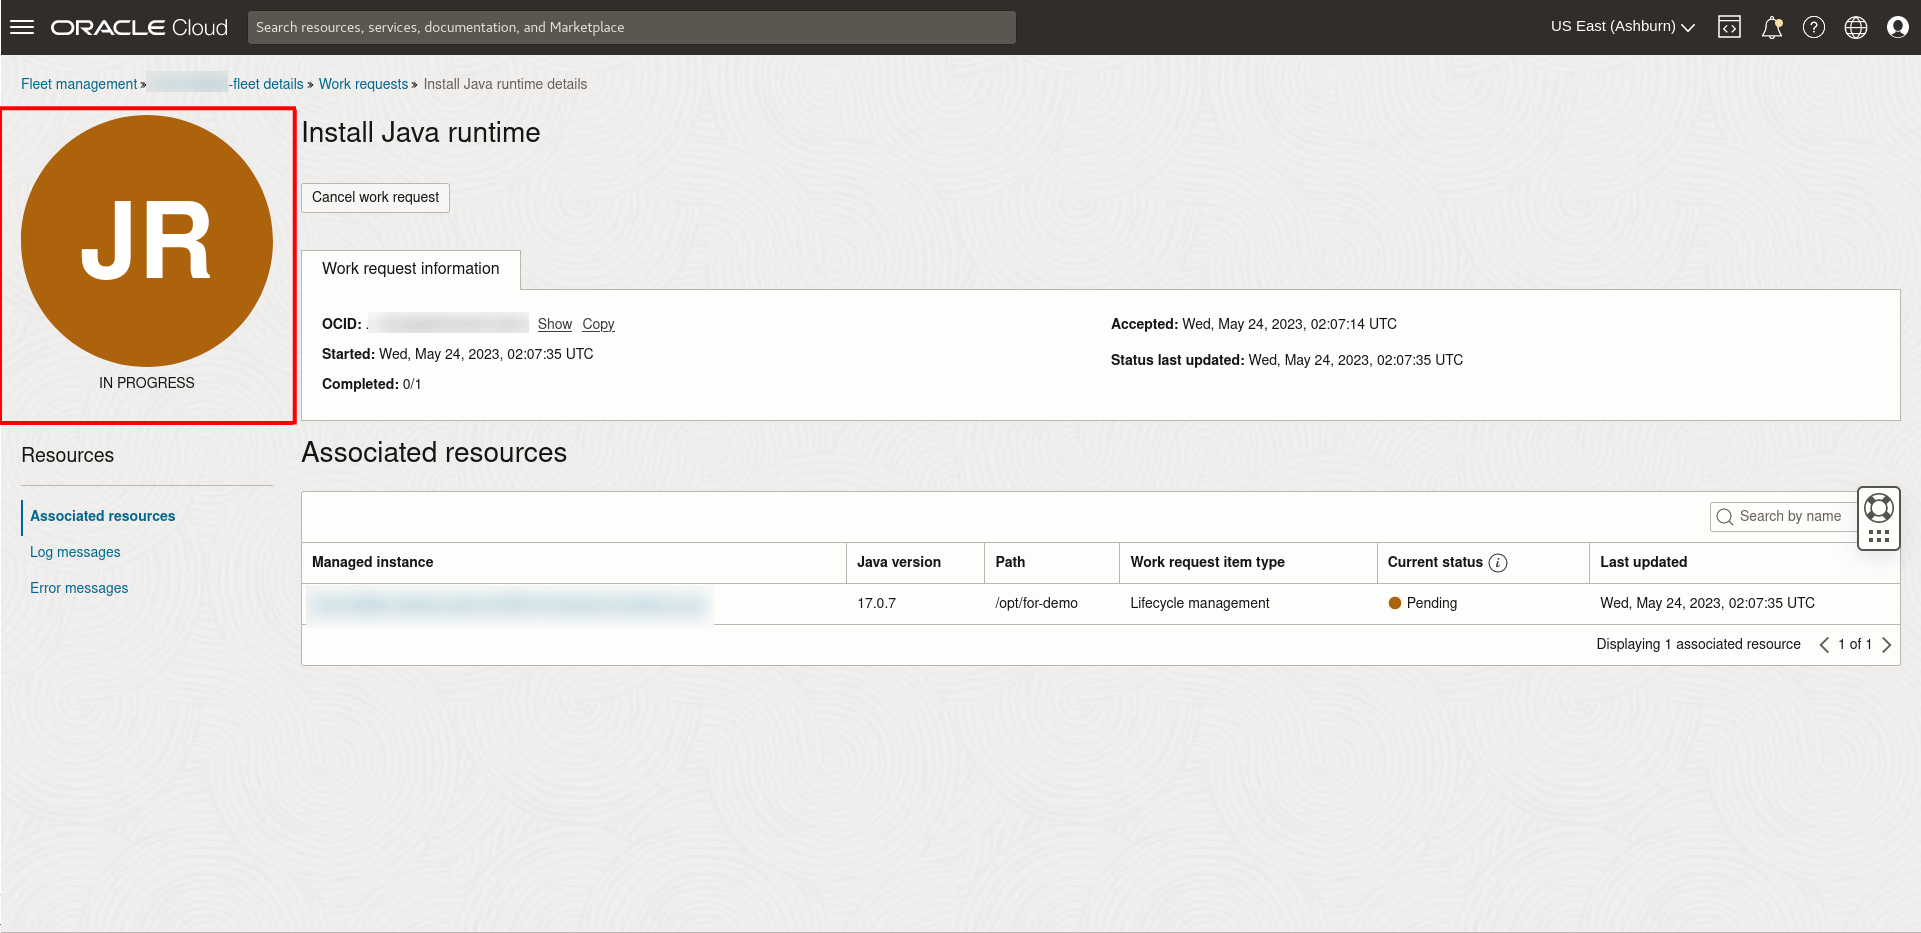 ORACLE Cloud
Search resources, services, documentation, and Marketplace
US East (Ashburn)
Fleet management » -fleet details » Work requests » Install Java runtime details
JR
IN PROGRESS
Install Java runtime
Cancel work request
Work request information
OCID: . Show Copy
Started: Wed, May 24, 2023, 02:07:35 UTC
Completed: 0/1
Accepted: Wed, May 24, 2023, 02:07:14 UTC
Status last updated: Wed, May 24, 2023, 02:07:35 UTC
Resources
Associated resources
Log messages
Error messages
Associated resources
Search by name
Managed instance Java version Path Work request item type Current status i Last updated
17.0.7 /opt/for-demo Lifecycle management Pending Wed, May 24, 2023, 02:07:35 UTC
Displaying 1 associated resource < 1 of 1 >